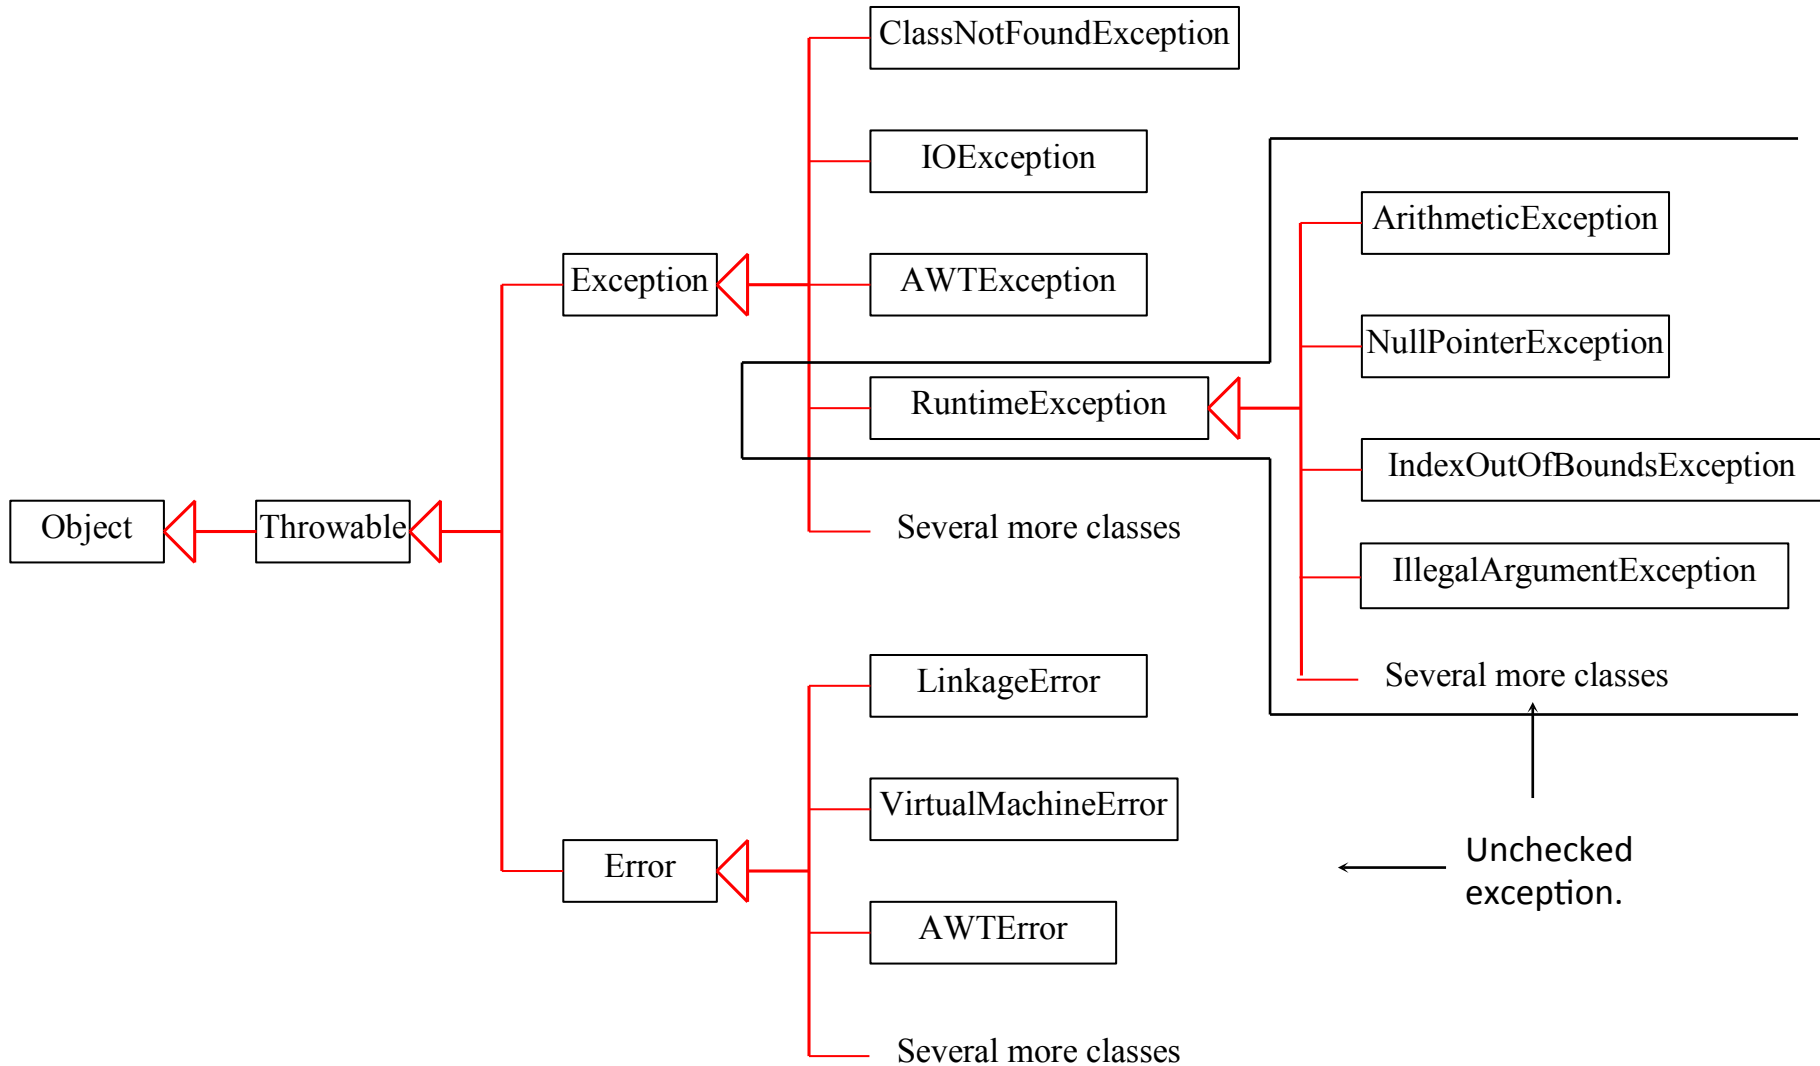 ClassNotFoundException
IOException
ArithmeticException
Exception
AWTException
NullPointerException
RuntimeException
IndexOutOfBoundsException
Object
Throwable
Several more classes
IllegalArgumentException
LinkageError
Several more classes
VirtualMachineError
Error
Unchecked
exception.
AWTError
Several more classes